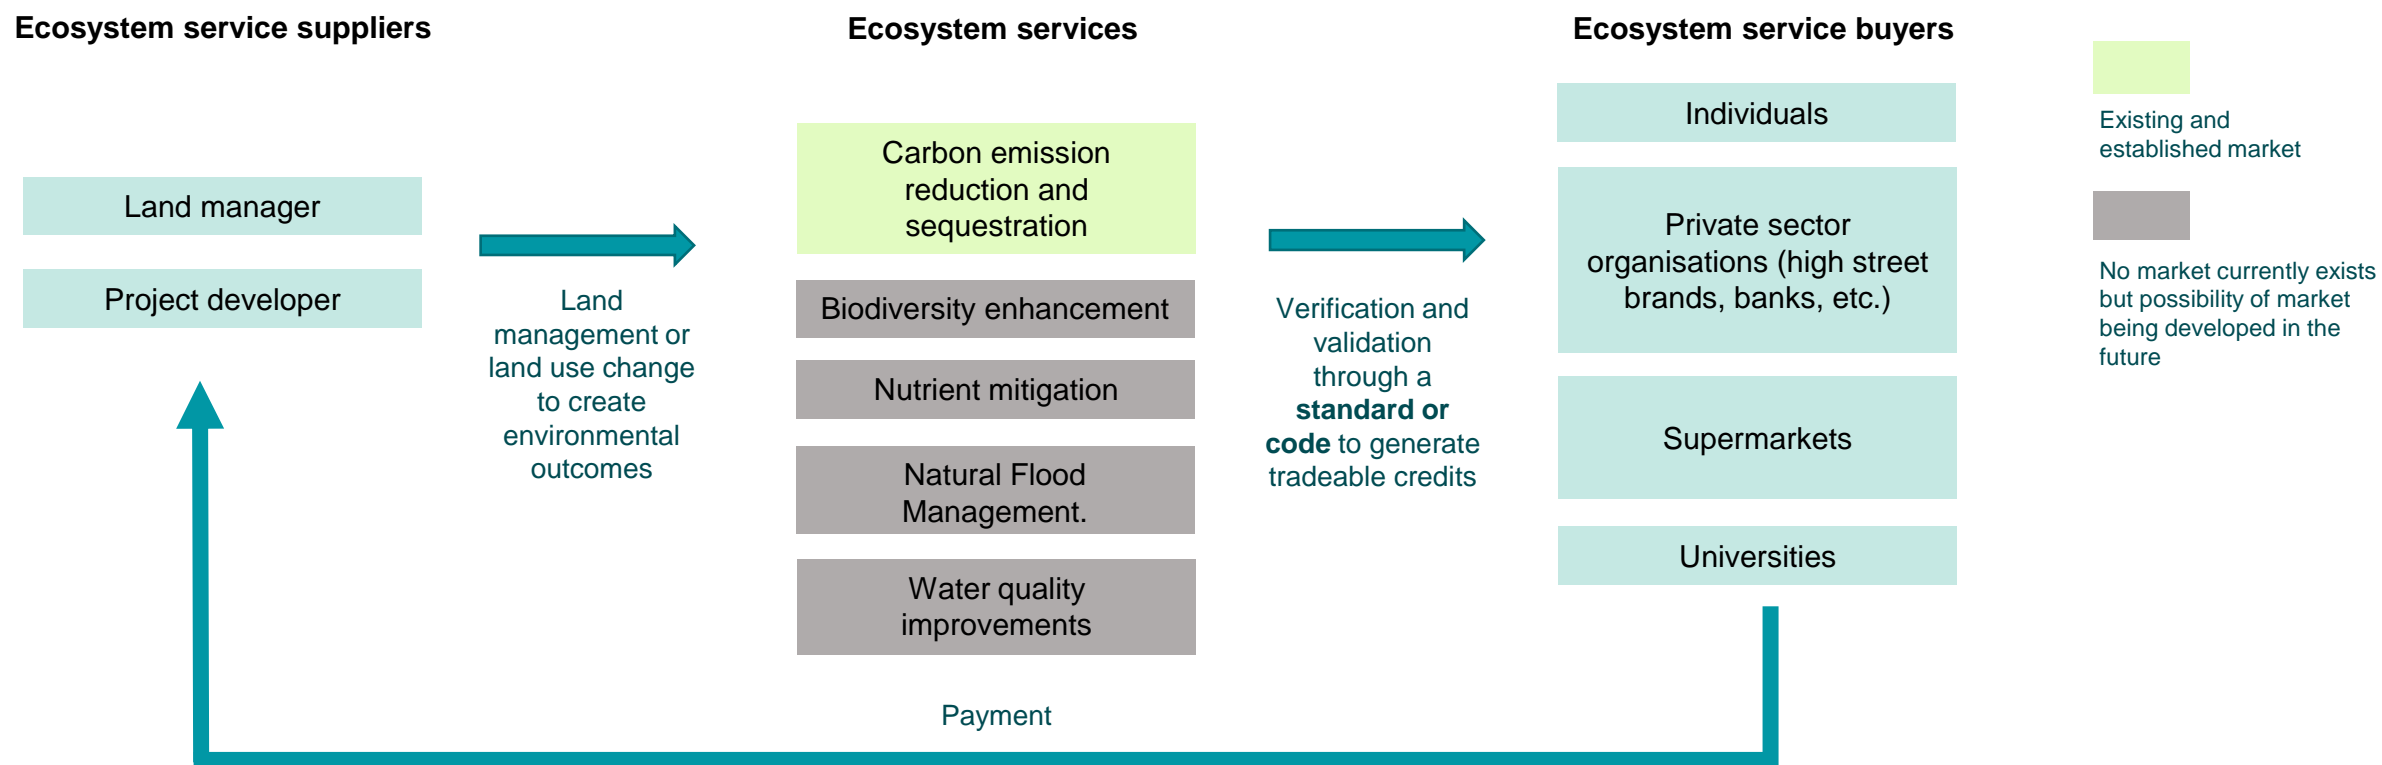 Ecosystem service suppliers
Land manager
Project developer
Land
management or
land use change
to create
environmental
outcomes
Ecosystem services
Carbon emission
reduction and
sequestration
Biodiversity enhancement
Nutrient mitigation
Natural Flood
Management.
Water quality
improvements
Verification and
validation
through a
standard or
code to generate
tradeable credits
Ecosystem service buyers
Individuals
Private sector
organisations (high street
brands, banks, etc.)
Supermarkets
Universities
Payment
Existing and
established market
No market currently exists
but possibility of market
being developed in the
future